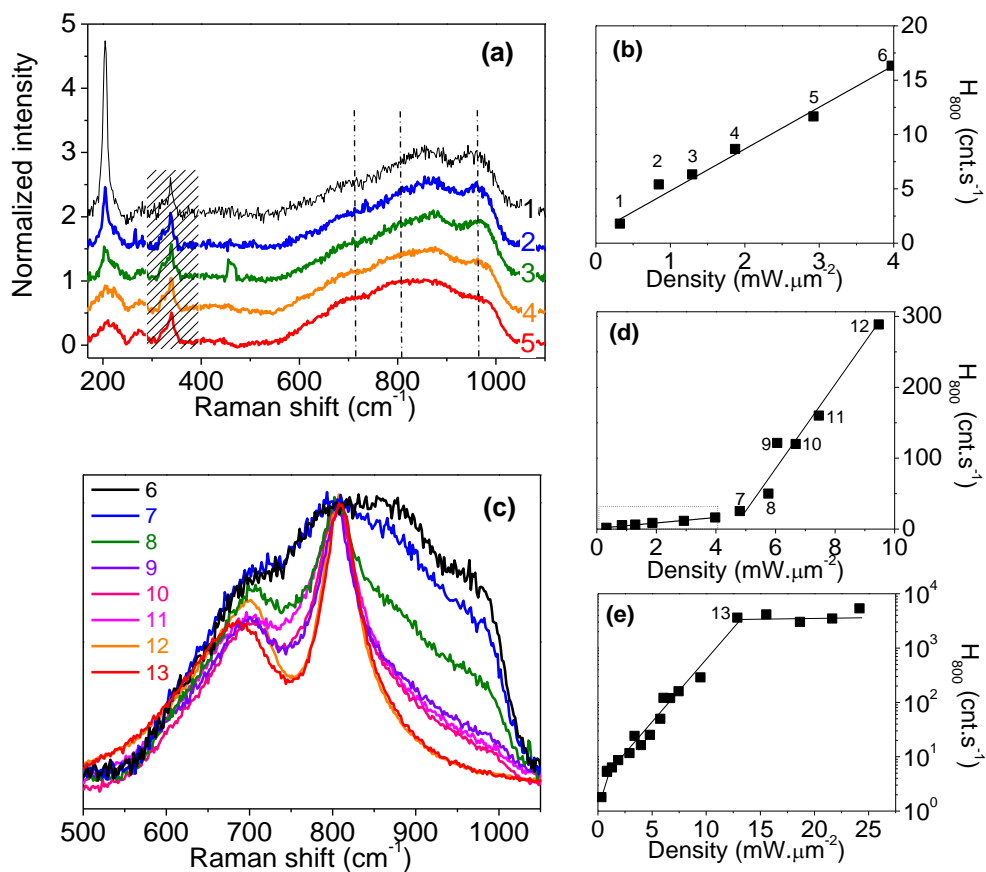 (a)
Normalized intensity
5
4
3
2
1
0
1
2
3
4
5
200 400 600 800 1000
Raman shift (cm⁻¹)
(b)
1
2
3
4
5
6
20
15
10
5
0
H₈₀₀ (cnt.s⁻¹)
0 1 2 3 4
Density (mW.μm⁻²)
(c)
6
7
8
9
10
11
12
13
500 600 700 800 900 1000
Raman shift (cm⁻¹)
(d)
7
8
9
10
11
12
300
200
100
0
H₈₀₀ (cnt.s⁻¹)
0 2 4 6 8 10
Density (mW.μm⁻²)
(e)
13
10⁴
10³
10²
10¹
10⁰
H₈₀₀ (cnt.s⁻¹)
0 5 10 15 20 25
Density (mW.μm⁻²)